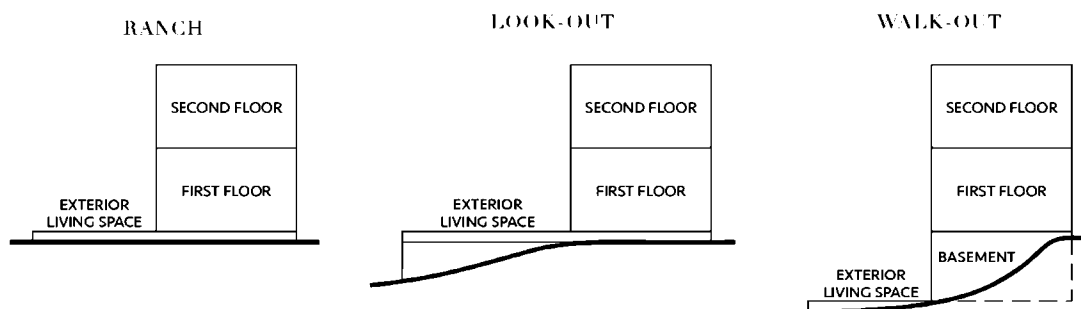 RANCH
SECOND FLOOR
FIRST FLOOR
EXTERIOR
LIVING SPACE
LOOK-OUT
SECOND FLOOR
FIRST FLOOR
EXTERIOR
LIVING SPACE
WALK-OUT
SECOND FLOOR
FIRST FLOOR
BASEMENT
EXTERIOR
LIVING SPACE